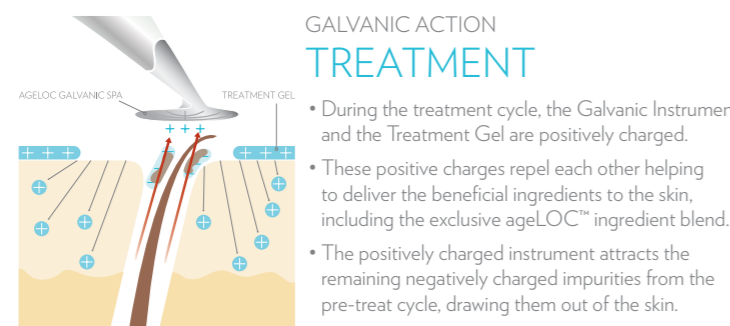 GALVANIC ACTION
TREATMENT
AGELOC GALVANIC SPA
TREATMENT GEL
• During the treatment cycle, the Galvanic Instrumer
and the Treatment Gel are positively charged.
• These positive charges repel each other helping
to deliver the beneficial ingredients to the skin,
including the exclusive ageLOC™ ingredient blend.
• The positively charged instrument attracts the
remaining negatively charged impurities from the
pre-treat cycle, drawing them out of the skin.